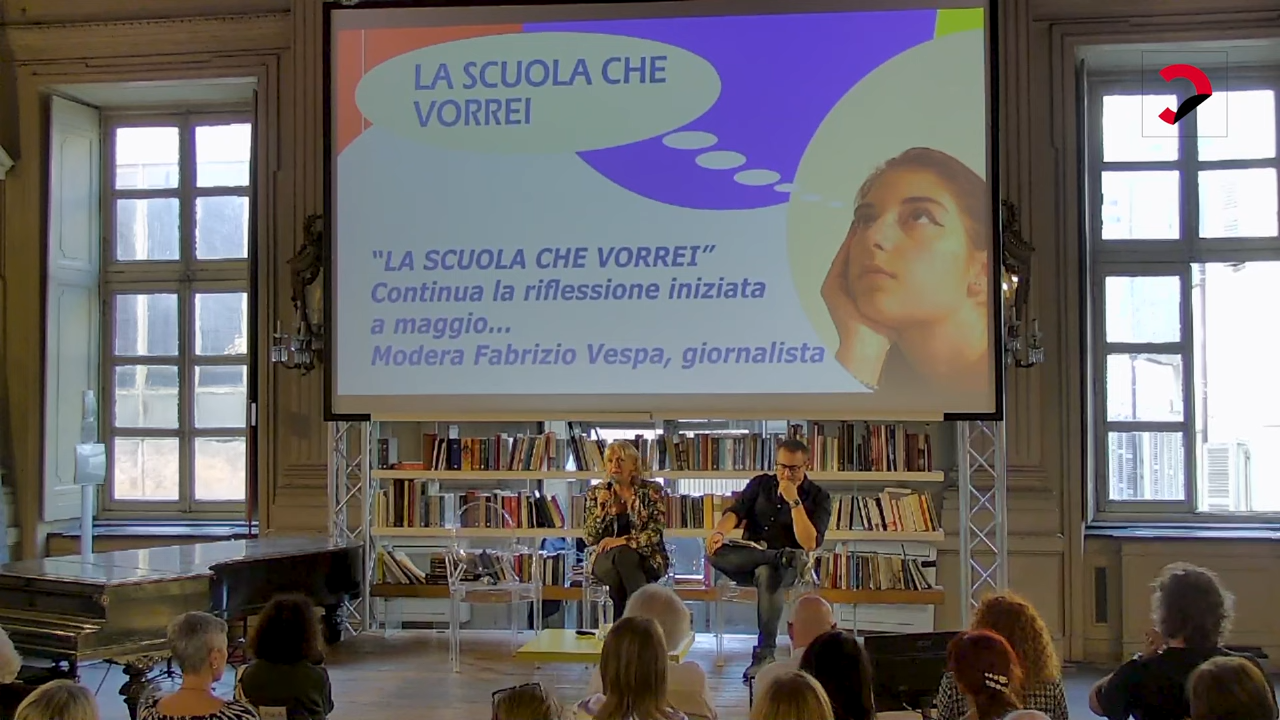 LA SCUOLA CHE
VORREI
“LA SCUOLA CHE VORREI”
Continua la riflessione iniziata
a maggio...
Modera Fabrizio Vespa, giornalista